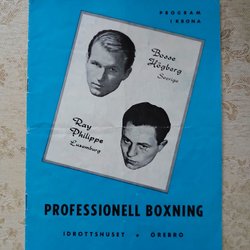 PROGRAM
1 KRONA
Bosse
Högberg
Sverige
Ray
Philippe
Luxemburg
PROFESSIONELL BOXNING
IDROTTSHUSET • ÖREBRO